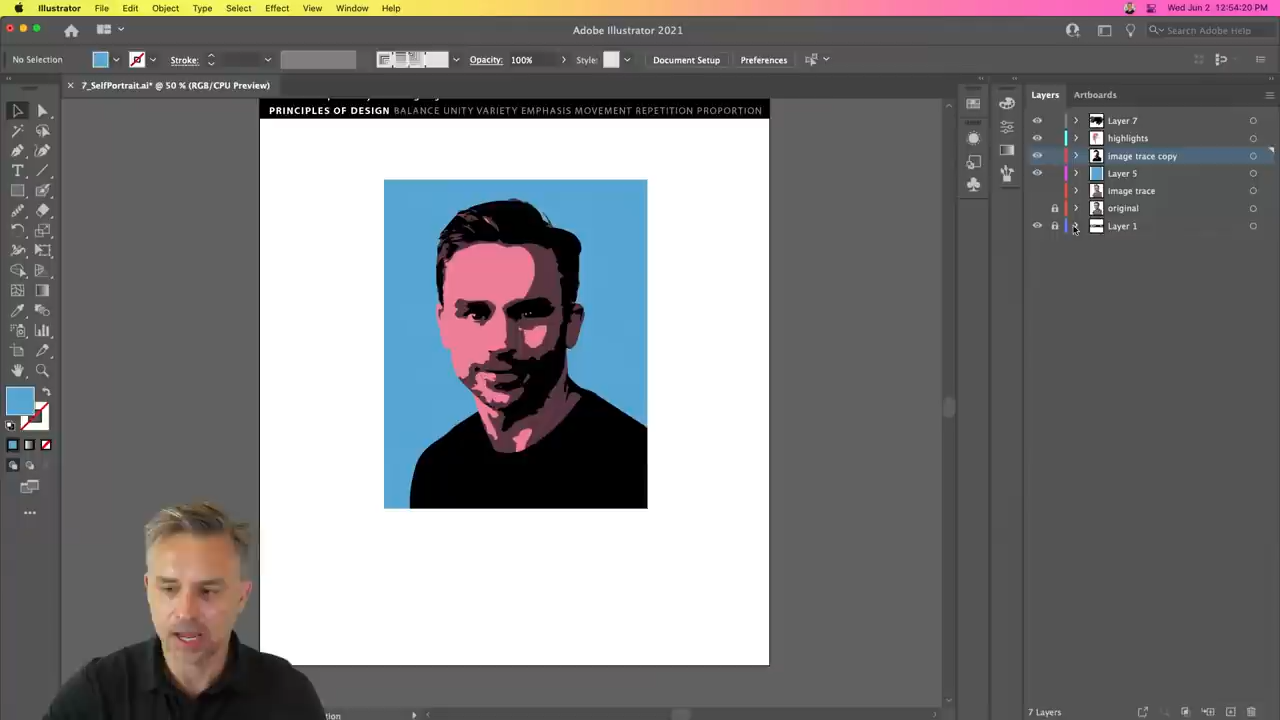 Illustrator File Edit Object Type Select Effect View Window Help
Wed Jun 2 12:54:20 PM
Adobe Illustrator 2021
Search Adobe Help
No Selection
Stroke:
Opacity: 100%
Style:
Document Setup
Preferences
7_SelfPortrait.ai* @ 50 % (RGB/CPU Preview)
Layers
Artboards
PRINCIPLES OF DESIGN BALANCE UNITY VARIETY EMPHASIS MOVEMENT REPETITION PROPORTION
Layer 7
highlights
image trace copy
Layer 5
image trace
original
Layer 1
7 Layers